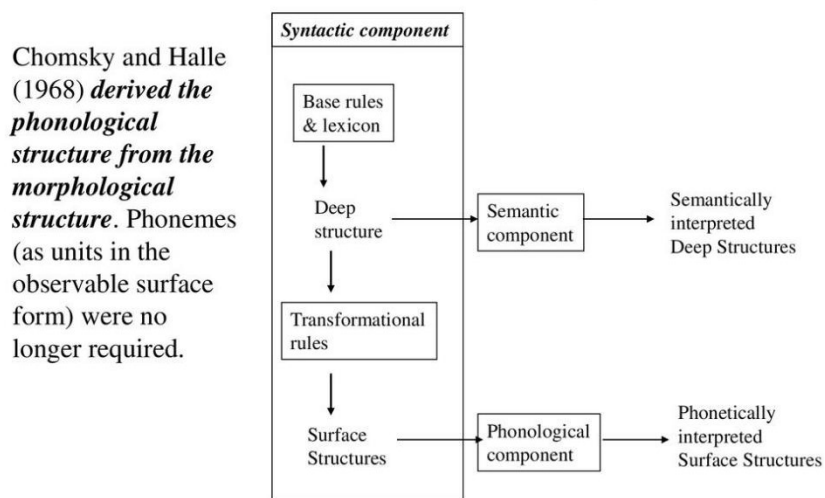 Chomsky and Halle
(1968) derived the
phonological
structure from the
morphological
structure. Phonemes
(as units in the
observable surface
form) were no
longer required.
Syntactic component
Base rules
& lexicon
Deep
structure
Semantic
component
Semantically
interpreted
Deep Structures
Transformational
rules
Surface
Structures
Phonological
component
Phonetically
interpreted
Surface Structures